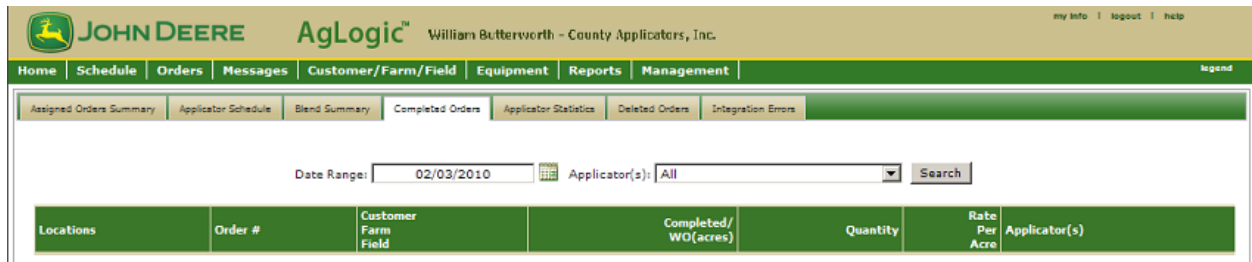 my info | logout | help
JOHN DEERE AgLogic™ William Butterworth - County Applicators, Inc.
Home | Schedule | Orders | Messages | Customer/Farm/Field | Equipment | Reports | Management | legend
Assigned Orders Summary Applicator Schedule Blend Summary Completed Orders Applicator Statistics Deleted Orders Integration Errors
Date Range: 02/03/2010 Applicator(s): All Search
Locations Order # Customer Farm Field Completed/ WO(acres) Quantity Rate Per Acre Applicator(s)